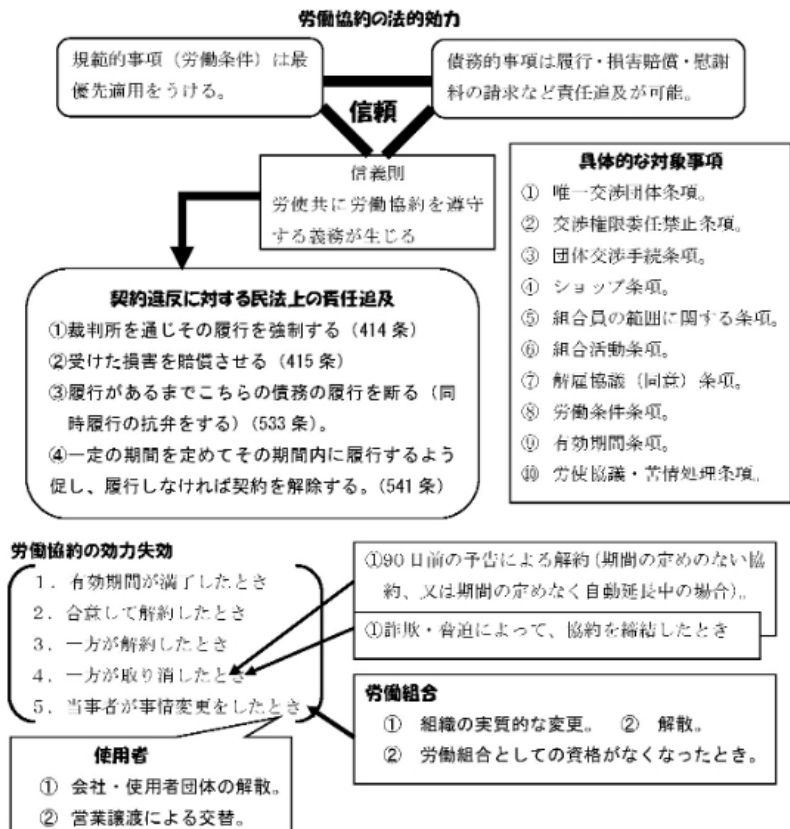 労働協約の法的効力
規範的事項（労働条件）は最
優先適用をうける。
債務的事項は履行・損害賠償・慰謝
料の請求など責任追及が可能。
信頼
信義則
労使共に労働協約を遵守
する義務が生じる
具体的な対象事項
① 唯一交渉団体条項。
② 交渉権限委任禁止条項。
③ 団体交渉手続条項。
④ ショップ条項。
⑤ 組合員の範囲に関する条項。
⑥ 組合活動条項。
⑦ 解雇協議（同意）条項。
⑧ 労働条件条項。
⑨ 有効期間条項。
⑩ 労使協議・苦情処理条項。
契約違反に対する民法上の責任追及
①裁判所を通じその履行を強制する（414 条）
②受けた損害を賠償させる（415 条）
③履行があるまでこちらの債務の履行を断る（同
時履行の抗弁をする）（533 条）。
④一定の期間を定めてその期間内に履行するよう
促し、履行しなければ契約を解除する。（541 条）
労働協約の効力失効
1．有効期間が満了したとき
2．合意して解約したとき
3．一方が解約したとき
4．一方が取り消したとき
5．当事者が事情変更をしたとき
①90 日前の予告による解約（期間の定めのない協
約、又は期間の定めなく自動延長中の場合）。
①詐欺・脅迫によって、協約を締結したとき
労働組合
① 組織の実質的な変更。 ② 解散。
② 労働組合としての資格がなくなったとき。
使用者
① 会社・使用者団体の解散。
② 営業譲渡による交替。